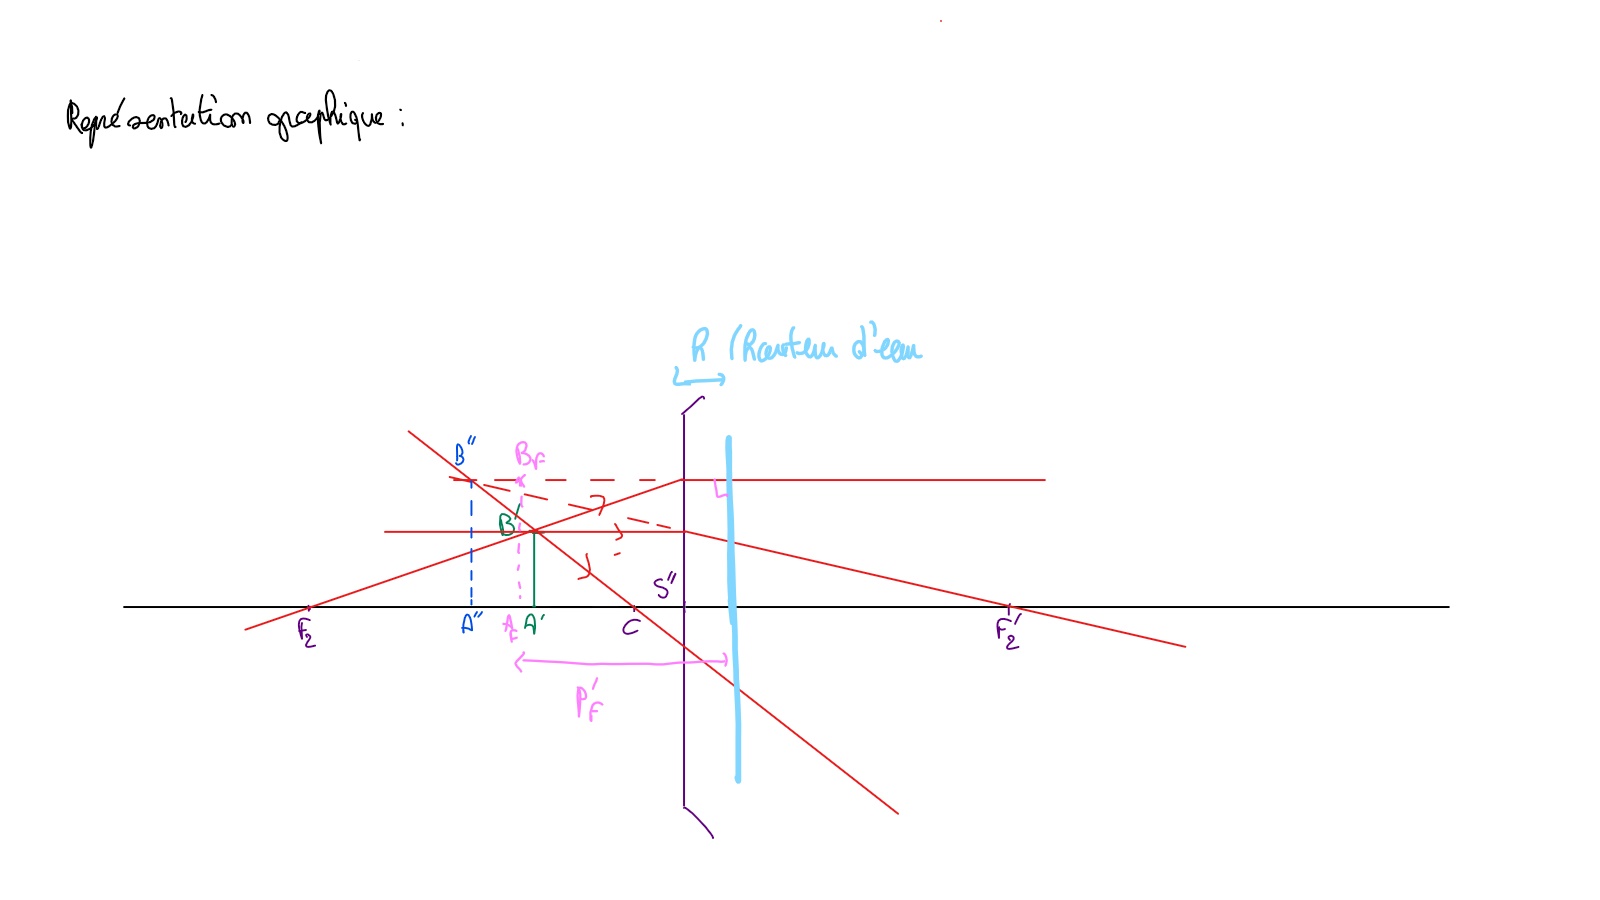 Représentation graphique :
h (hauteur d'eau
B" B_F
B'
S"
F_2 A" A_F A' C F_2'
P_F'